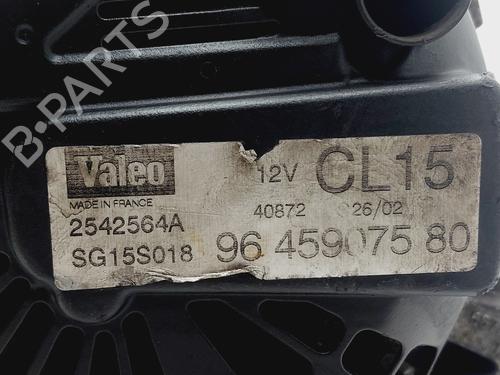 B-PARTS
Valeo
12V CL15
MADE IN FRANCE
2542564A 40872 26/02
SG15S018 96 459075 80